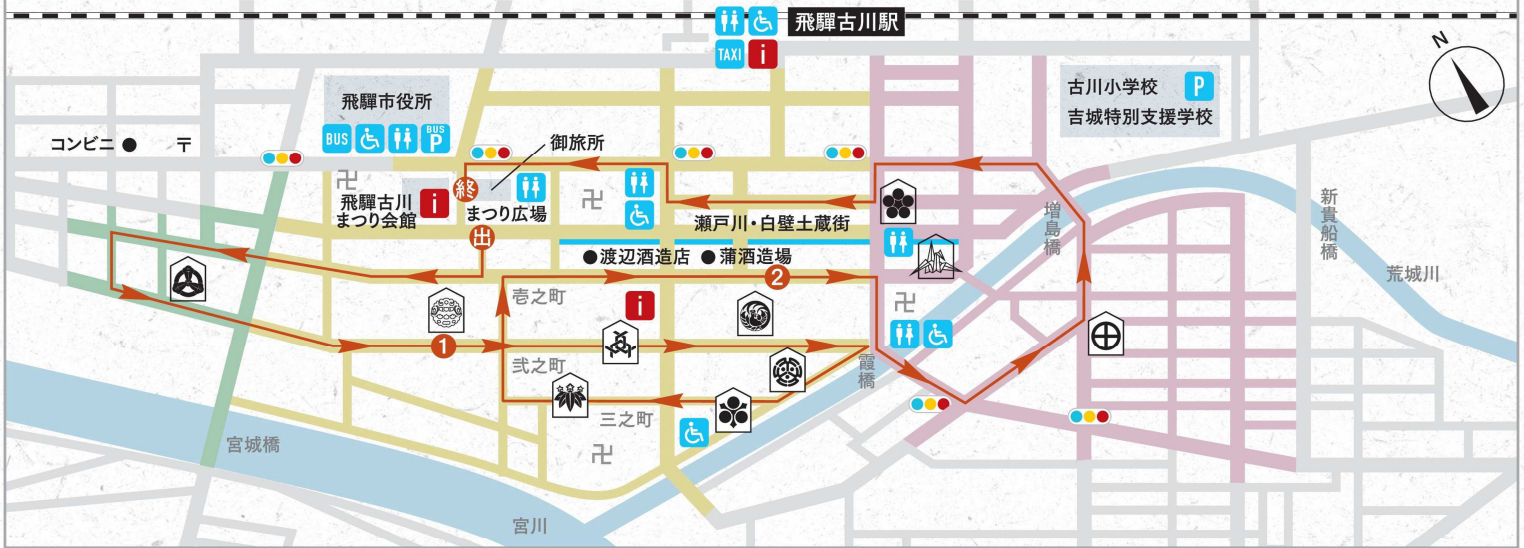 飛驒古川駅
TAXI i
N
古川小学校 P
吉城特別支援学校
飛驒市役所
BUS BUS P
コンビニ ● 〒
御旅所
卍
飛驒古川
まつり会館 i
終
まつり広場
卍
出
瀬戸川・白壁土蔵街
●渡辺酒造店 ●蒲酒造場
増島橋
新貴船橋
荒城川
2
壱之町
i
卍
1
弐之町
霞橋
三之町
卍
宮城橋
宮川